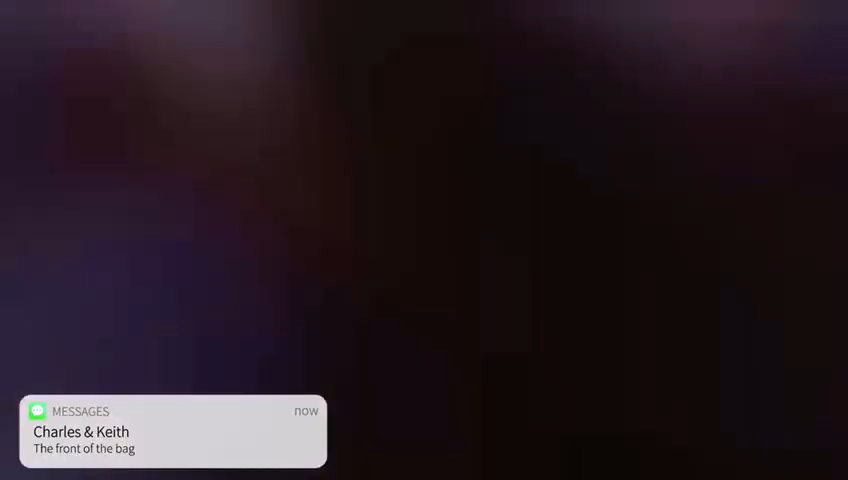 MESSAGES now
Charles & Keith
The front of the bag